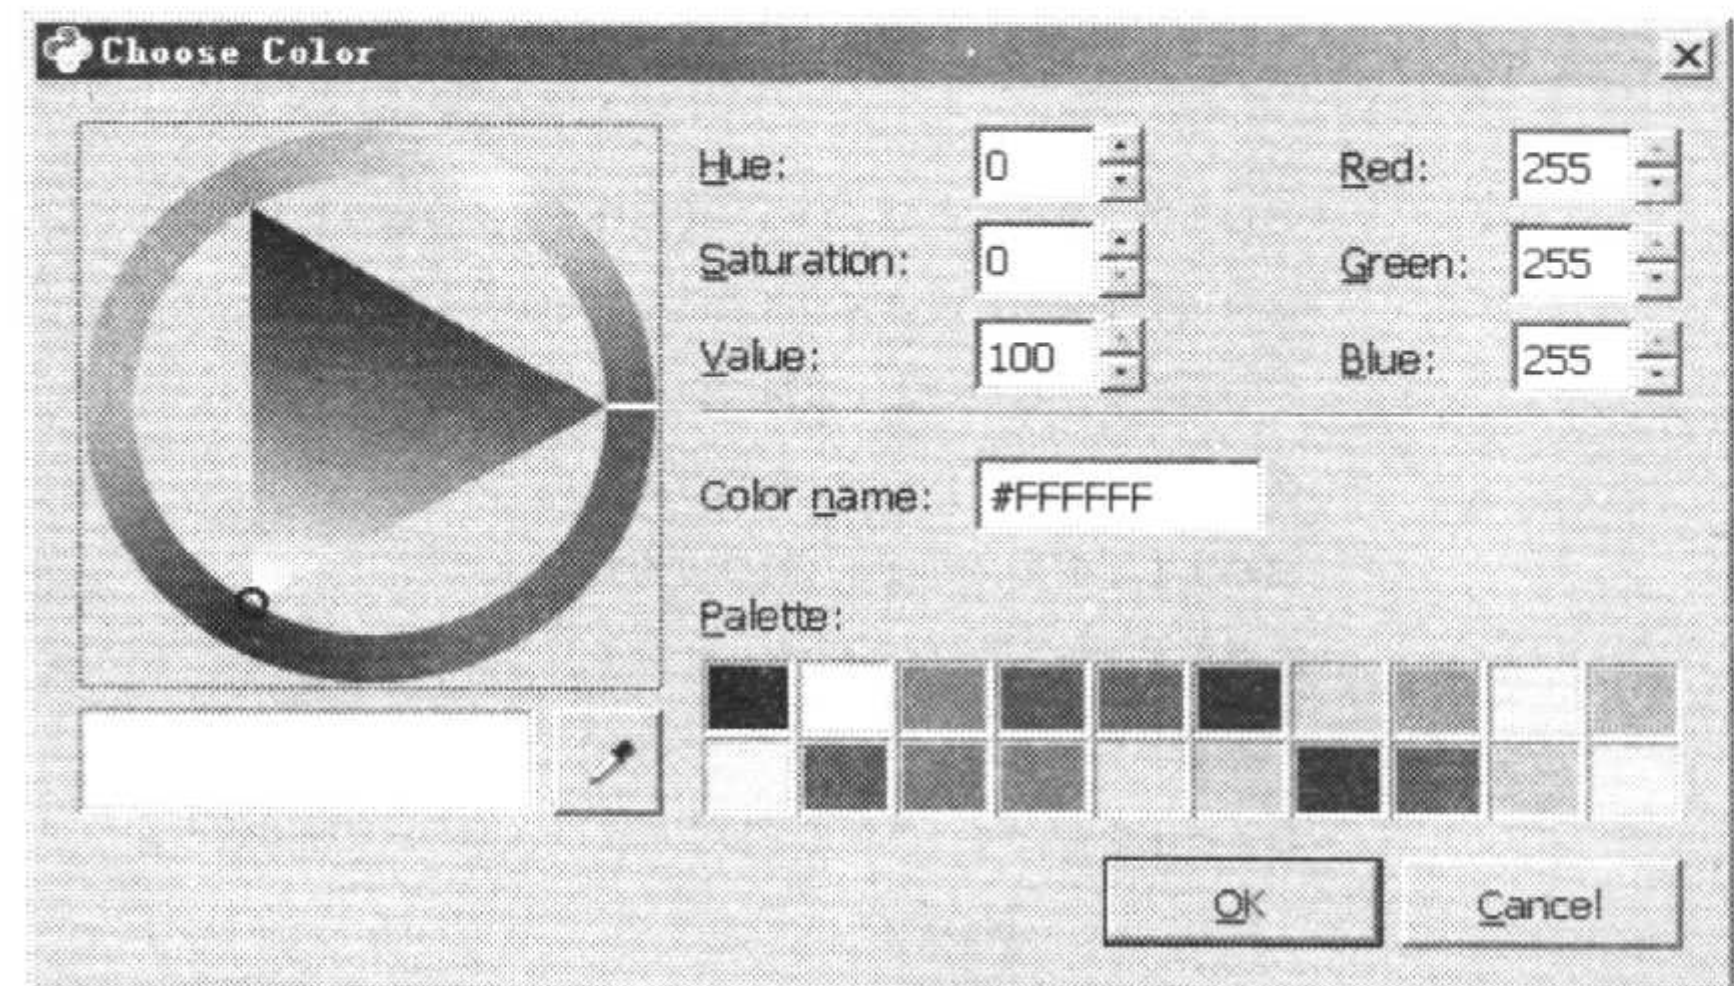 Choose Color
Hue: 0 Red: 255
Saturation: 0 Green: 255
Value: 100 Blue: 255
Color name: #FFFFFF
Palette:
OK Cancel